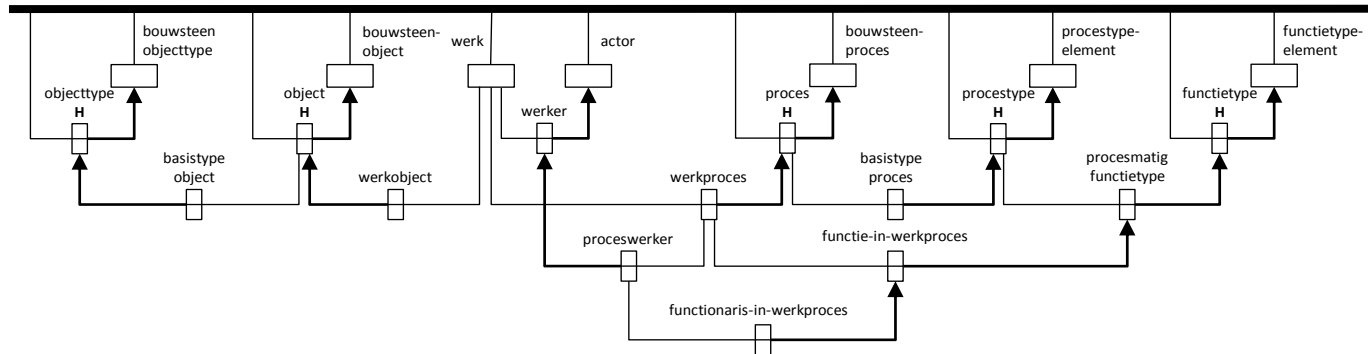 bouwsteen
objecttype
bouwsteen-
object
werk
actor
bouwsteen-
proces
procestype-
element
functietype-
element
objecttype
H
object
H
werker
proces
H
procestype
H
functietype
H
basistype
object
werkobject
werkproces
basistype
proces
procesmatig
functietype
proceswerker
functie-in-werkproces
functionaris-in-werkproces